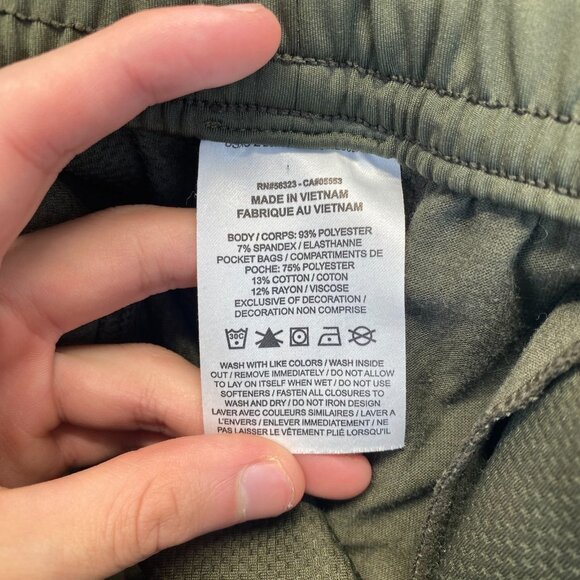 RN#56323 - CA#05553
MADE IN VIETNAM
FABRIQUE AU VIETNAM
BODY / CORPS: 93% POLYESTER
7% SPANDEX / ELASTHANNE
POCKET BAGS / COMPARTIMENTS DE
POCHE: 75% POLYESTER
13% COTTON / COTON
12% RAYON / VISCOSE
EXCLUSIVE OF DECORATION /
DECORATION NON COMPRISE
30C
WASH WITH LIKE COLORS / WASH INSIDE
OUT / REMOVE IMMEDIATELY / DO NOT ALLOW
TO LAY ON ITSELF WHEN WET / DO NOT USE
SOFTENERS / FASTEN ALL CLOSURES TO
WASH AND DRY / DO NOT IRON DESIGN
LAVER AVEC COULEURS SIMILAIRES / LAVER A
L'ENVERS / ENLEVER IMMEDIATEMENT / NE
PAS LAISSER LE VÊTEMENT PLIÉ LORSQU'IL